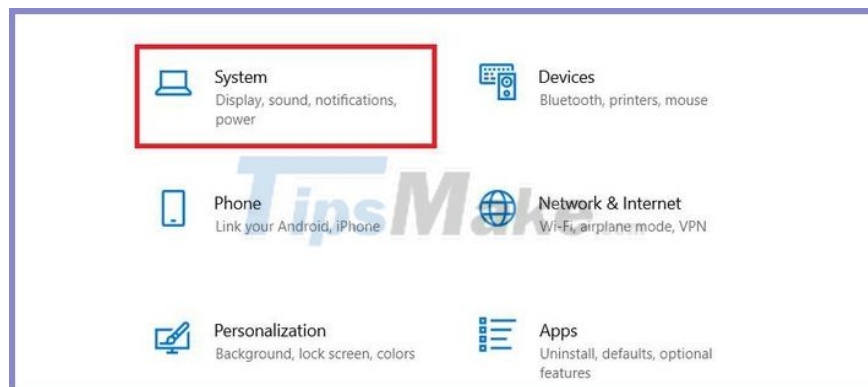 System
Display, sound, notifications,
power
Devices
Bluetooth, printers, mouse
TipsMake.com
Phone
Link your Android, iPhone
Network & Internet
Wi-Fi, airplane mode, VPN
Personalization
Background, lock screen, colors
Apps
Uninstall, defaults, optional
features